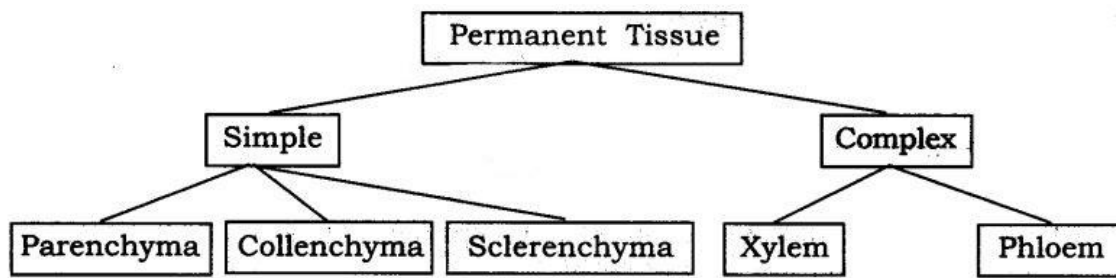 Permanent Tissue
Simple
Complex
Parenchyma
Collenchyma
Sclerenchyma
Xylem
Phloem